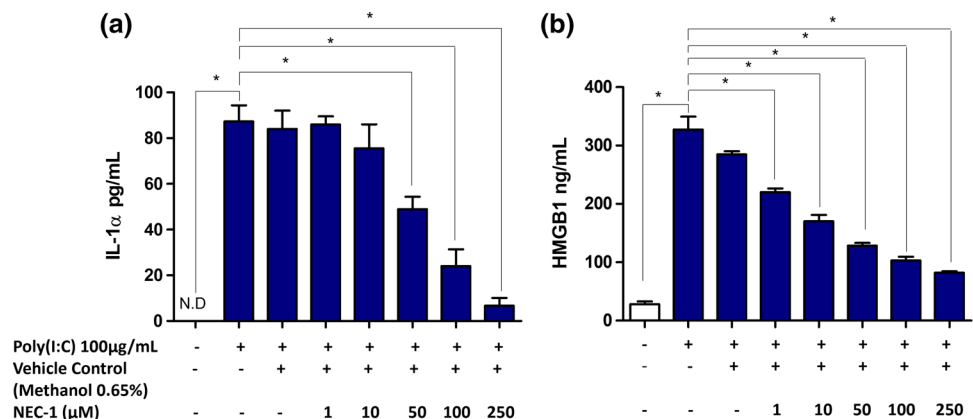 (a)
(b)
* * * *
* * * * * *
IL-1α pg/mL
100
80
60
40
20
0
N.D
HMGB1 ng/mL
400
300
200
100
0
Poly(I:C) 100µg/mL - + + + + + + + - + + + + + + +
Vehicle Control - - + + + + + + - - + + + + + +
(Methanol 0.65%)
NEC-1 (µM) - - - 1 10 50 100 250 - - - 1 10 50 100 250